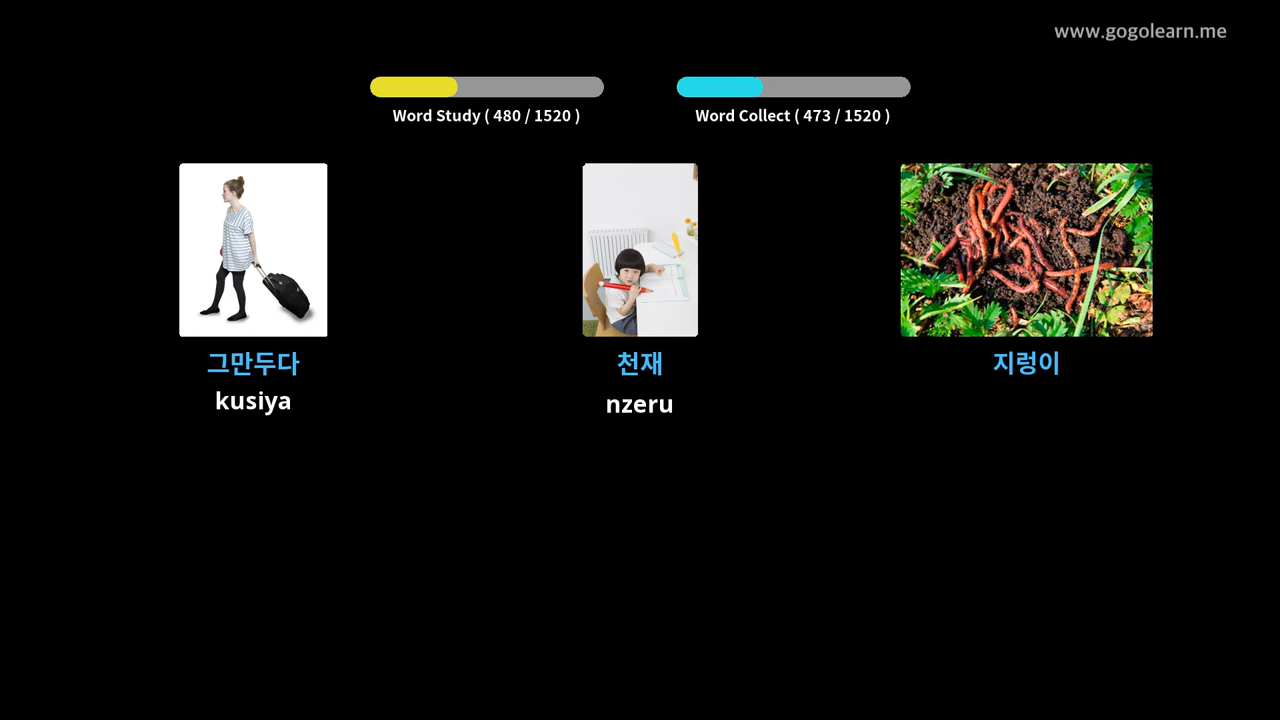 www.gogolearn.me
Word Study ( 480 / 1520 )
Word Collect ( 473 / 1520 )
그만두다
kusiya
천재
nzeru
지렁이